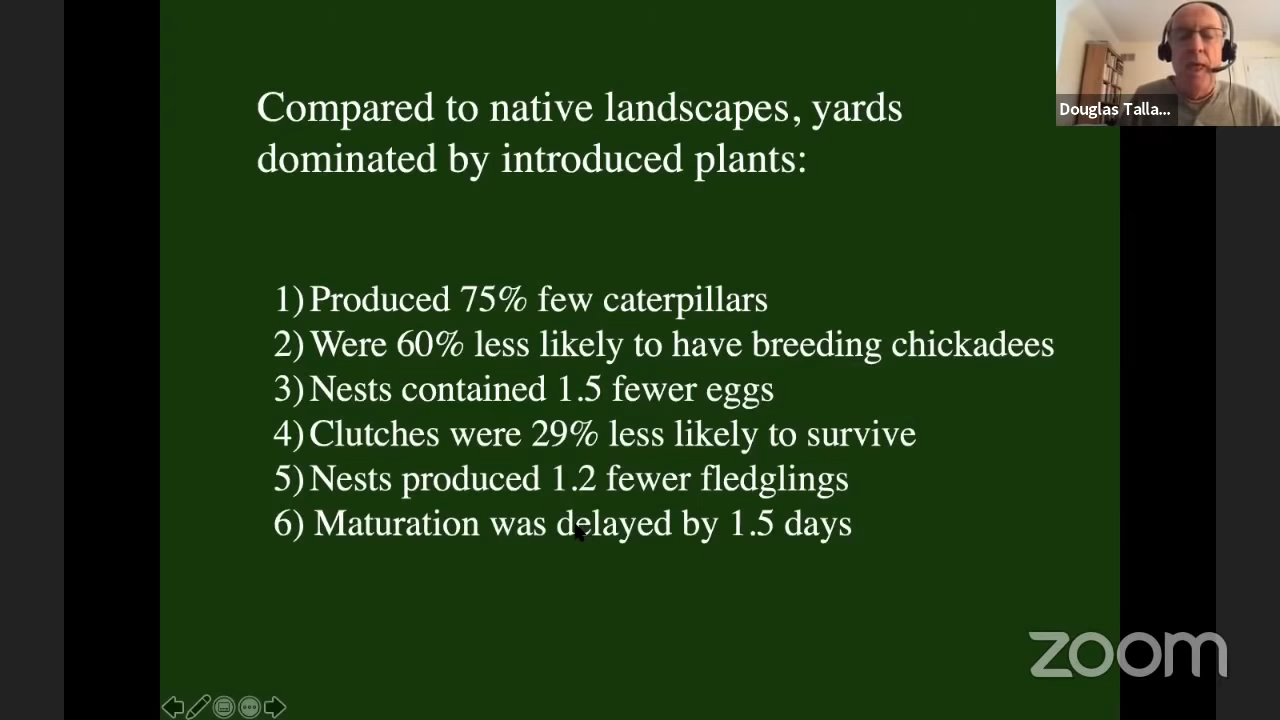 Compared to native landscapes, yards
dominated by introduced plants:
1) Produced 75% few caterpillars
2) Were 60% less likely to have breeding chickadees
3) Nests contained 1.5 fewer eggs
4) Clutches were 29% less likely to survive
5) Nests produced 1.2 fewer fledglings
6) Maturation was delayed by 1.5 days
Douglas Talla...
zoom